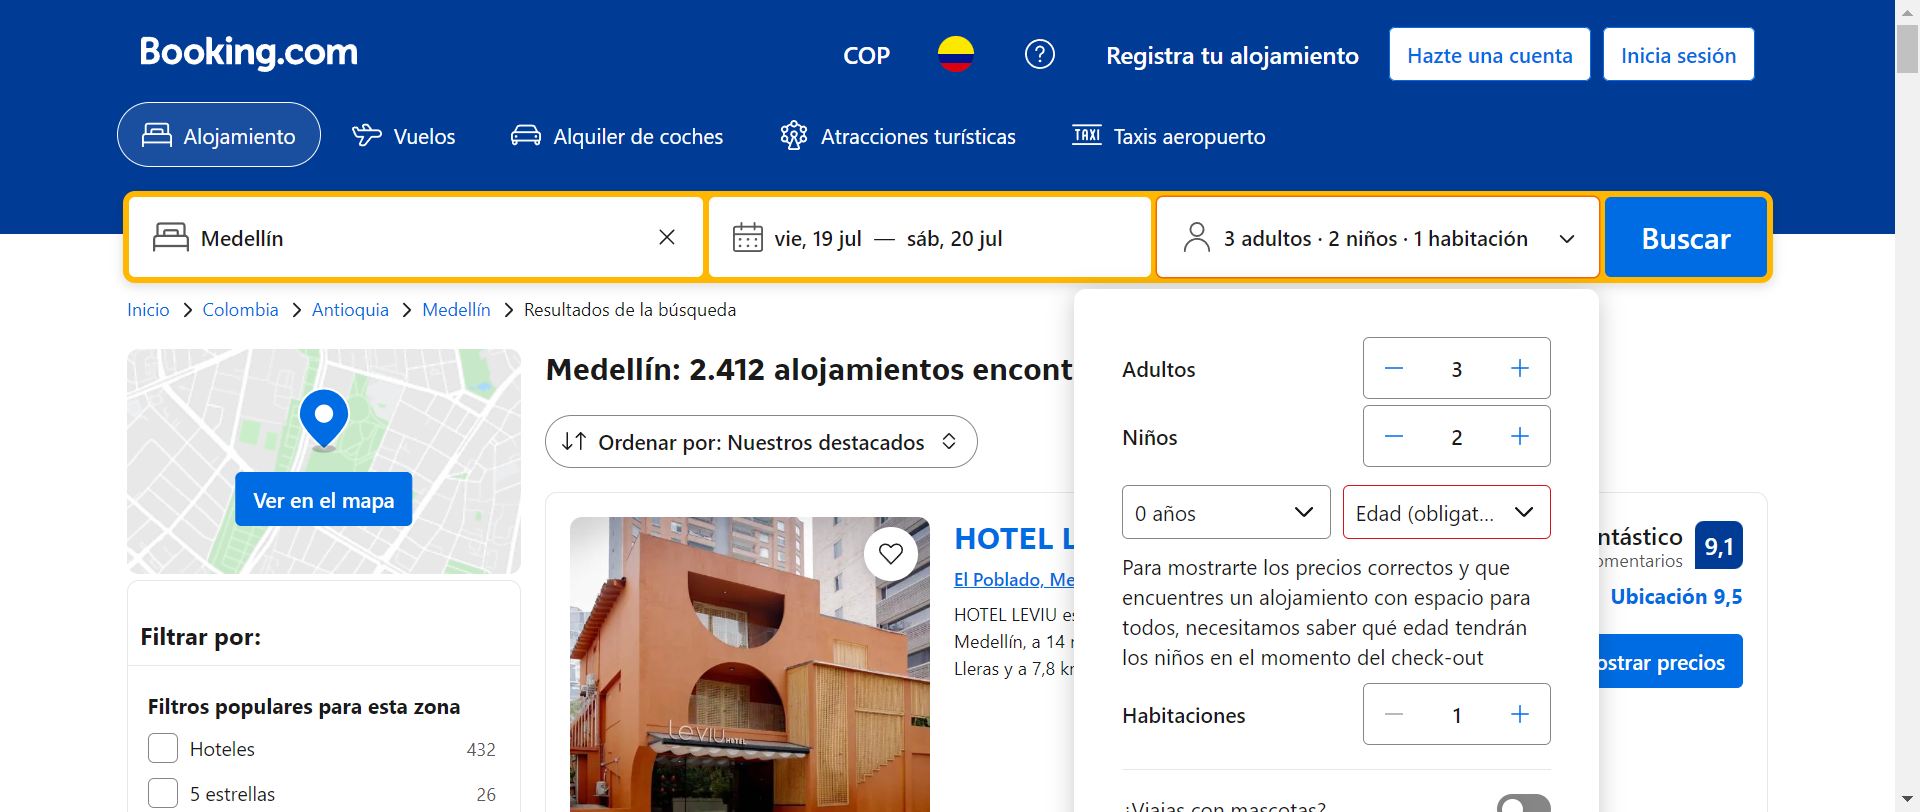 Booking.com
COP
Registra tu alojamiento
Hazte una cuenta
Inicia sesión
Alojamiento
Vuelos
Alquiler de coches
Atracciones turísticas
TAXI
Taxis aeropuerto
Medellín
vie, 19 jul — sáb, 20 jul
3 adultos · 2 niños · 1 habitación
Buscar
Inicio > Colombia > Antioquia > Medellín > Resultados de la búsqueda
Ver en el mapa
Filtrar por:
Filtros populares para esta zona
Hoteles 432
5 estrellas 26
Medellín: 2.412 alojamientos encont
Ordenar por: Nuestros destacados
leviu HOTEL
HOTEL L
El Poblado, Me
HOTEL LEVIU es
Medellín, a 14
Lleras y a 7,8 k
Adultos 3
Niños 2
0 años
Edad (obligat...
Para mostrarte los precios correctos y que
encuentres un alojamiento con espacio para
todos, necesitamos saber qué edad tendrán
los niños en el momento del check-out
Habitaciones 1
¿Viajas con mascotas?
ntástico
omentarios
9,1
Ubicación 9,5
ostrar precios